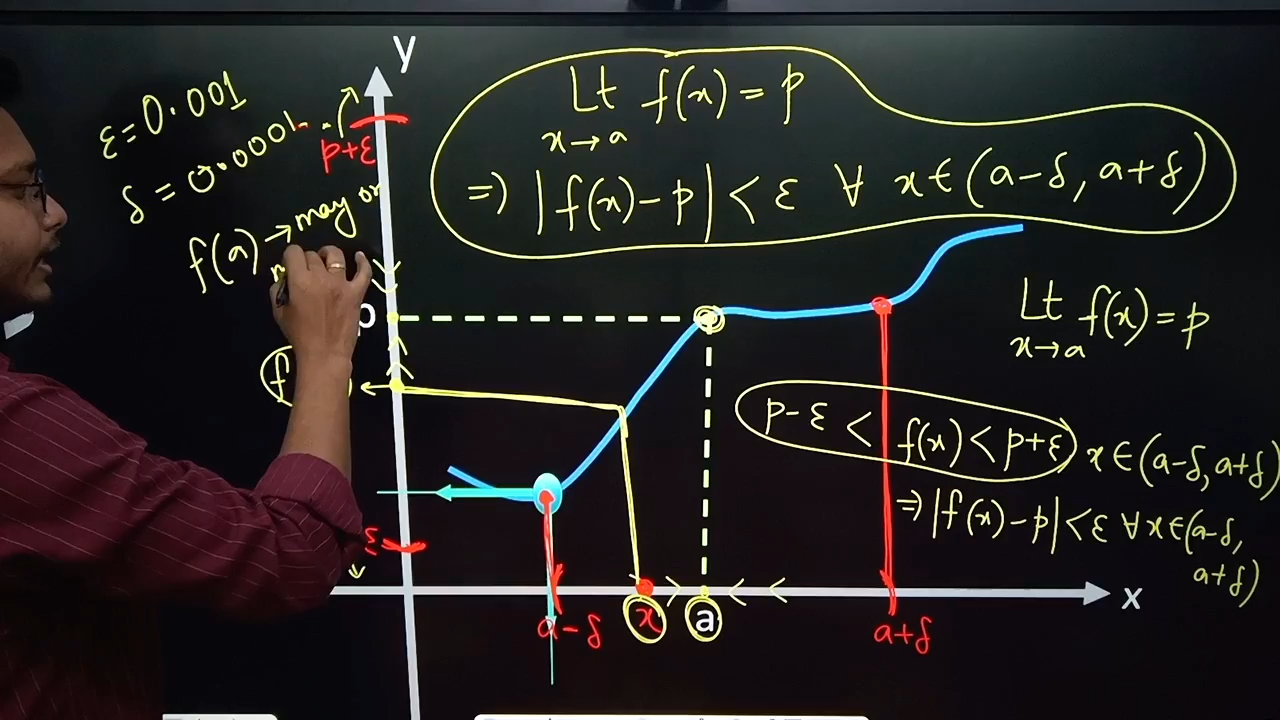 y
ε=0.001
δ=0.0001
p+ε
f(a)→may or
Lt f(x)=p
x→a
=> |f(x)-p|<ε ∀ x∈(a-δ, a+δ)
Lt f(x)=p
x→a
p-ε < f(x) < p+ε x∈(a-δ, a+δ)
=> |f(x)-p|<ε ∀ x∈(a-δ,
a+δ)
x
a-δ
x
a
a+δ